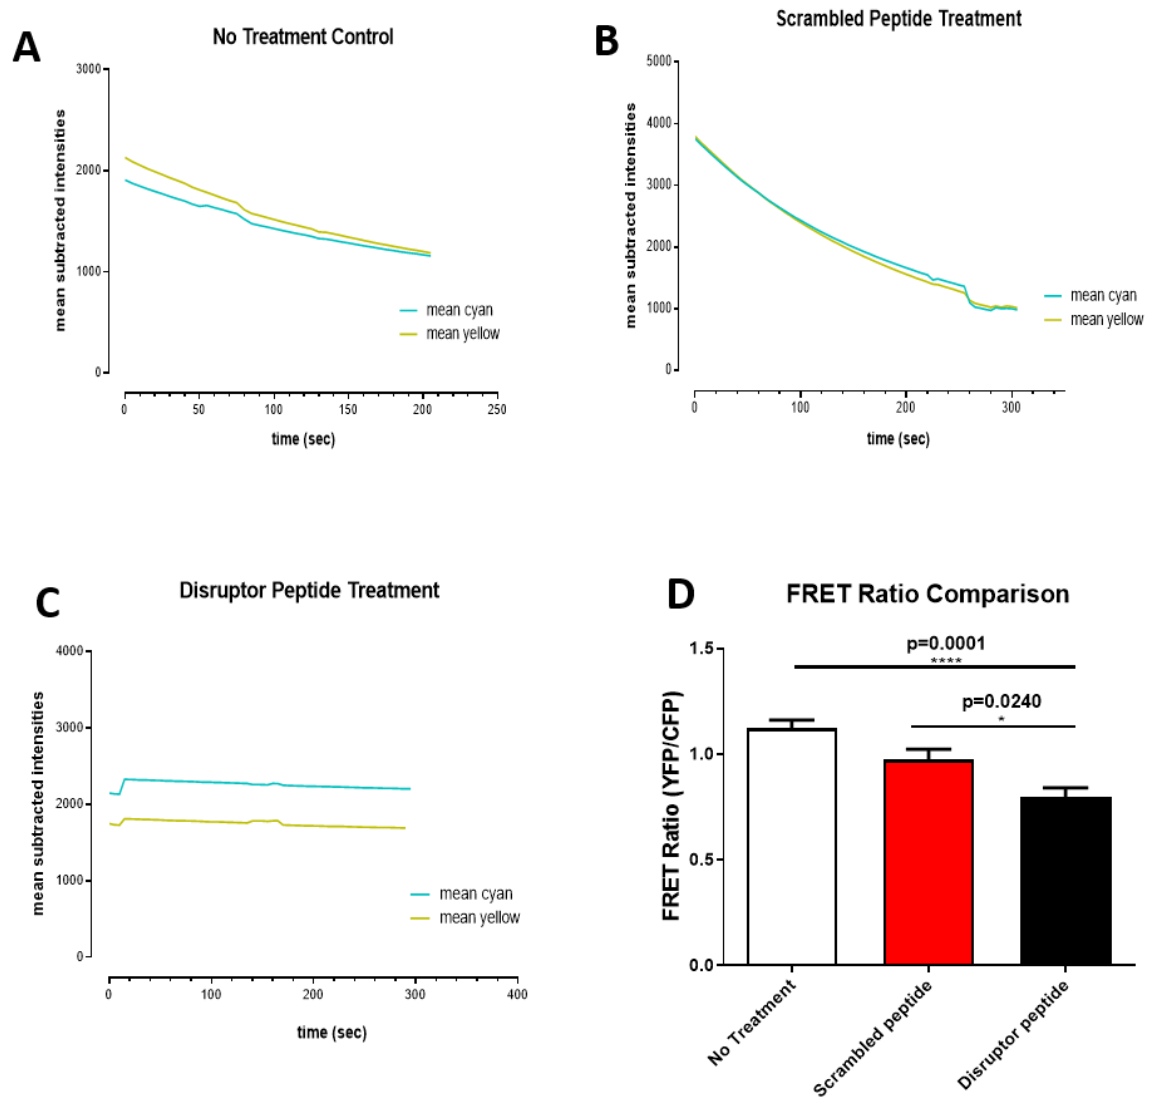 A
No Treatment Control
mean subtracted intensities
3000
2000
1000
0
0 50 100 150 200 250
time (sec)
mean cyan
mean yellow
B
Scrambled Peptide Treatment
mean subtracted intensities
5000
4000
3000
2000
1000
0
0 100 200 300
time (sec)
mean cyan
mean yellow
C
Disruptor Peptide Treatment
mean subtracted intensities
4000
3000
2000
1000
0
0 100 200 300 400
time (sec)
mean cyan
mean yellow
D
FRET Ratio Comparison
FRET Ratio (YFP/CFP)
1.5
1.0
0.5
0.0
p=0.0001
****
p=0.0240
*
No Treatment
Scrambled peptide
Disruptor peptide